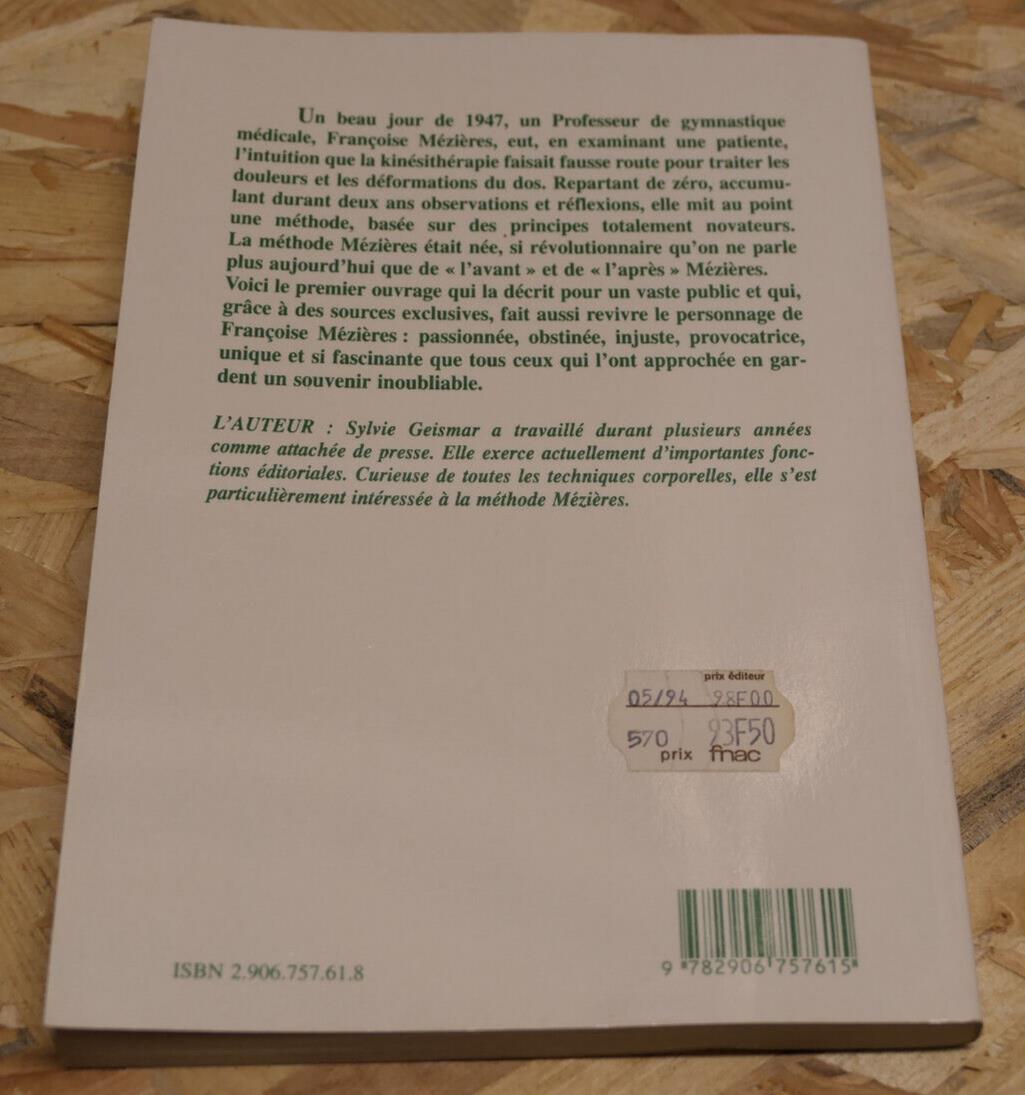 Un beau jour de 1947, un Professeur de gymnastique
médicale, Françoise Mézières, eut, en examinant une patiente,
l'intuition que la kinésithérapie faisait fausse route pour traiter les
douleurs et les déformations du dos. Repartant de zéro, accumu-
lant durant deux ans observations et réflexions, elle mit au point
une méthode, basée sur des principes totalement novateurs.
La méthode Mézières était née, si révolutionnaire qu'on ne parle
plus aujourd'hui que de « l'avant » et de « l'après » Mézières.
Voici le premier ouvrage qui la décrit pour un vaste public et qui,
grâce à des sources exclusives, fait aussi revivre le personnage de
Françoise Mézières : passionnée, obstinée, injuste, provocatrice,
unique et si fascinante que tous ceux qui l'ont approchée en gar-
dent un souvenir inoubliable.
L'AUTEUR : Sylvie Geismar a travaillé durant plusieurs années
comme attachée de presse. Elle exerce actuellement d'importantes fonc-
tions éditoriales. Curieuse de toutes les techniques corporelles, elle s'est
particulièrement intéressée à la méthode Mézières.
prix éditeur
05/94 98F00
570 93F50
prix fnac
ISBN 2.906.757.61.8
9 782906 757615